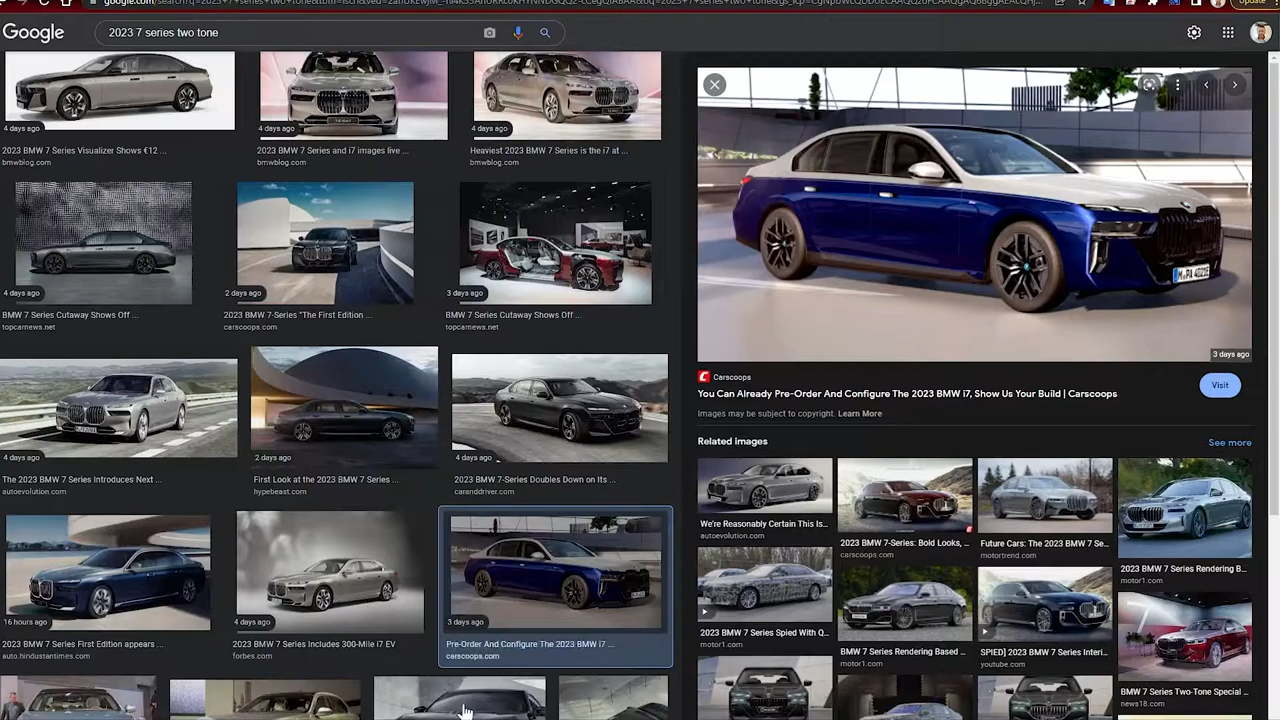 Google
2023 7 series two tone
4 days ago
4 days ago
4 days ago
2023 BMW 7 Series Visualizer Shows €12 ...
bmwblog.com
2023 BMW 7 Series and i7 images live ...
bmwblog.com
Heaviest 2023 BMW 7 Series is the i7 at ...
bmwblog.com
4 days ago
2 days ago
3 days ago
BMW 7 Series Cutaway Shows Off ...
topcarnews.net
2023 BMW 7-Series "The First Edition ...
carscoops.com
BMW 7 Series Cutaway Shows Off ...
topcarnews.net
4 days ago
2 days ago
4 days ago
The 2023 BMW 7 Series Introduces Next ...
autoevolution.com
First Look at the 2023 BMW 7 Series ...
hypebeast.com
2023 BMW 7-Series Doubles Down on Its ...
caranddriver.com
16 hours ago
4 days ago
3 days ago
2023 BMW 7 Series First Edition appears ...
auto.hindustantimes.com
2023 BMW 7 Series Includes 300-Mile i7 EV
forbes.com
Pre-Order And Configure The 2023 BMW i7 ...
carscoops.com
3 days ago
Carscoops
You Can Already Pre-Order And Configure The 2023 BMW i7, Show Us Your Build | Carscoops
Visit
Images may be subject to copyright. Learn More
Related images
See more
We're Reasonably Certain This Is...
autoevolution.com
2023 BMW 7-Series: Bold Looks, ...
carscoops.com
Future Cars: The 2023 BMW 7 Se...
motortrend.com
2023 BMW 7 Series Rendering B...
motor1.com
2023 BMW 7 Series Spied With Q...
motor1.com
BMW 7 Series Rendering Based ...
motor1.com
SPIED] 2023 BMW 7 Series Interi...
youtube.com
BMW 7 Series Two-Tone Special ...
news18.com